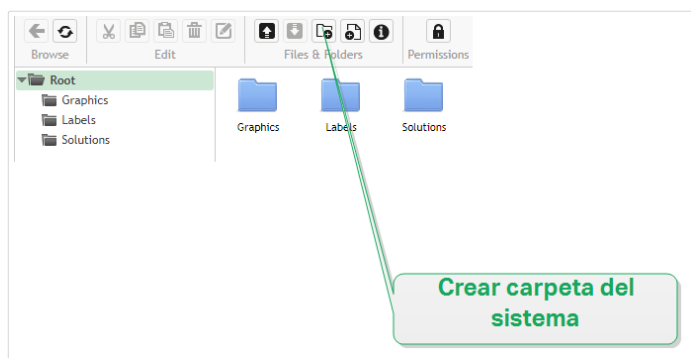 Browse
Edit
Files & Folders
Permissions
Root
Graphics
Labels
Solutions
Graphics
Labels
Solutions
Crear carpeta del
sistema